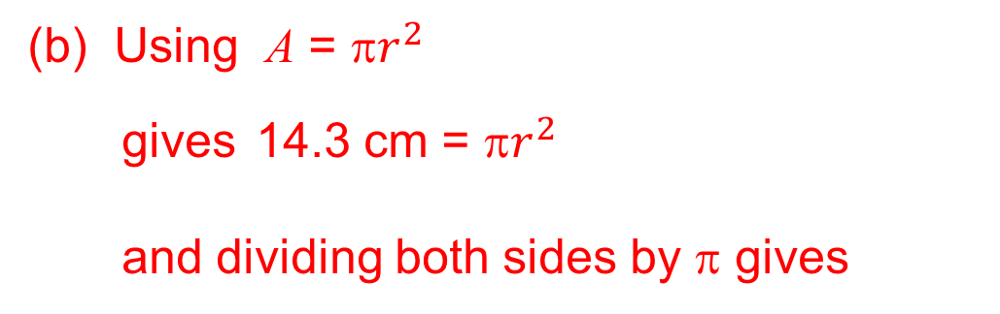 (b) Using A = πr²
gives 14.3 cm = πr²
and dividing both sides by π gives